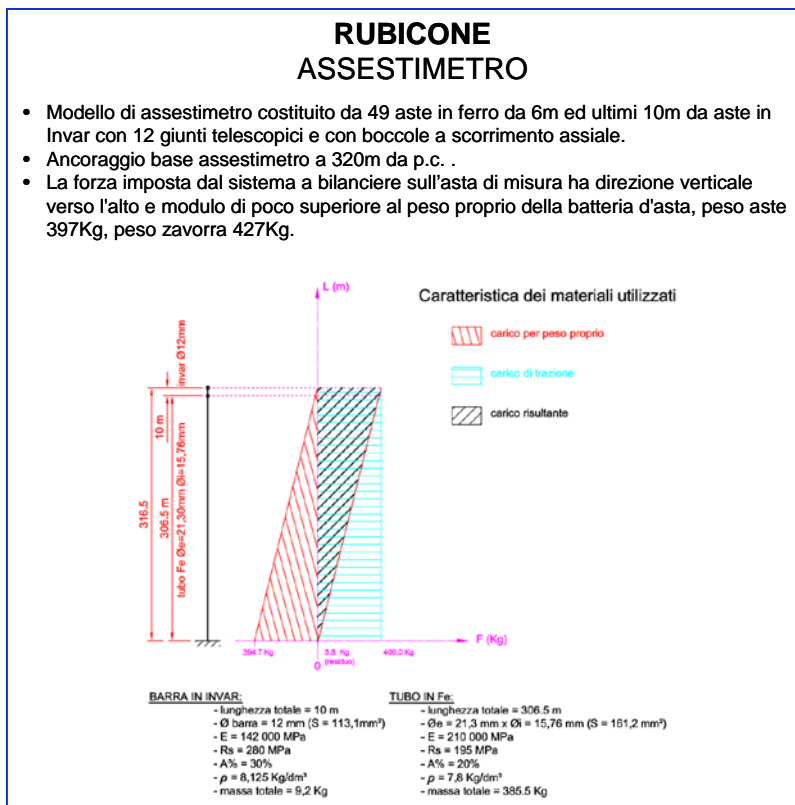 RUBICONE
ASSESTIMETRO
• Modello di assestimetro costituito da 49 aste in ferro da 6m ed ultimi 10m da aste in
Invar con 12 giunti telescopici e con boccole a scorrimento assiale.
• Ancoraggio base assestimetro a 320m da p.c. .
• La forza imposta dal sistema a bilanciere sull'asta di misura ha direzione verticale
verso l'alto e modulo di poco superiore al peso proprio della batteria d'asta, peso aste
397Kg, peso zavorra 427Kg.
L (m)
Caratteristica dei materiali utilizzati
carico per peso proprio
carico di trazione
carico risultante
invar Ø12mm
10 m
316.5
306.5 m
tubo Fe Øe=21,30mm Øi=15,76mm
F (Kg)
394.7 Kg
5.8 Kg
(residuo)
400.0 Kg
0
BARRA IN INVAR:
- lunghezza totale = 10 m
- Ø barra = 12 mm (S = 113,1mm²)
- E = 142 000 MPa
- Rs = 280 MPa
- A% = 30%
- ρ = 8,125 Kg/dm³
- massa totale = 9,2 Kg
TUBO IN Fe:
- lunghezza totale = 306.5 m
- Øe = 21,3 mm x Øi = 15,76 mm (S = 161,2 mm²)
- E = 210 000 MPa
- Rs = 195 MPa
- A% = 20%
- ρ = 7,8 Kg/dm³
- massa totale = 385.5 Kg